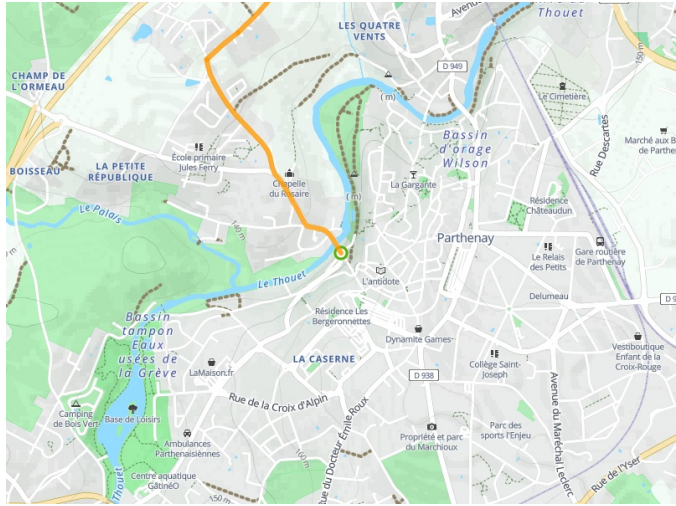 Thouet
Avenue
LES QUATRE
VENTS
D 949
CHAMP DE
L'ORMEAU
( m)
Le Cimetière
150 m
Bassin
d'orage
Wilson
Rue Descartes
Marché aux B
de Parthe
École primaire
Jules Ferry
BOISSEAU
LA PETITE
RÉPUBLIQUE
Chapelle
du Rosaire
La Gargante
( m)
Résidence
Châteaudun
Le Palais
140 m
Parthenay
Le Relais
des Petits
Gare routière
de Parthenay
Le Thouet
L'antidote
Delumeau
D 9
Bassin
tampon
Eaux
usées de
la Grève
Résidence Les
Bergeronnettes
Dynamite Games
Vestiboutique
Enfant de la
Croix-Rouge
LA CASERNE
LaMaison.fr
Collège Saint-
Joseph
D 938
Rue de la Croix d'Alpin
Rue du Docteur Émile Roux
Avenue du Maréchal Leclerc
Camping
de Bois Vert
Base de Loisirs
Ambulances
Parthenaisiennes
Propriété et parc
du Marchioux
Parc des
sports l'Enjeu
160 m
Rue de l'Yser
Centre aquatique
GâtinéO
Thouet
150 m